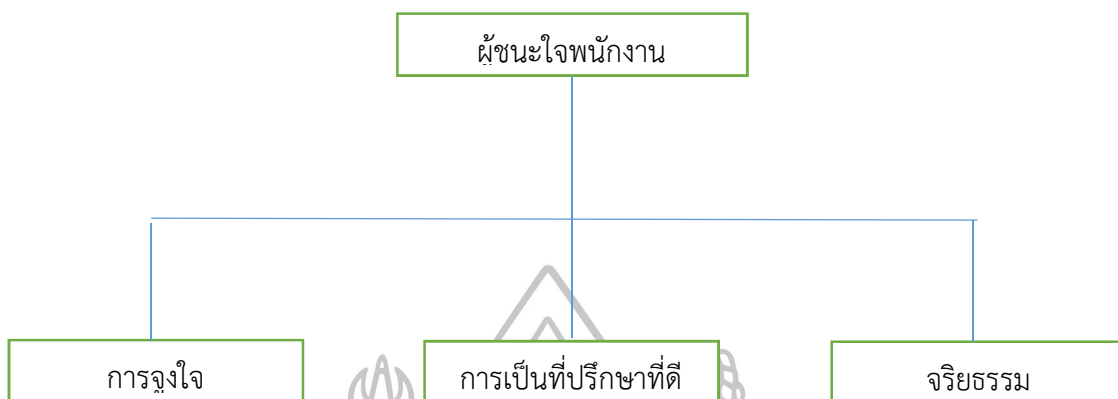 ผู้ชนะใจพนักงาน
การจูงใจ
การเป็นที่ปรึกษาที่ดี
จริยธรรม